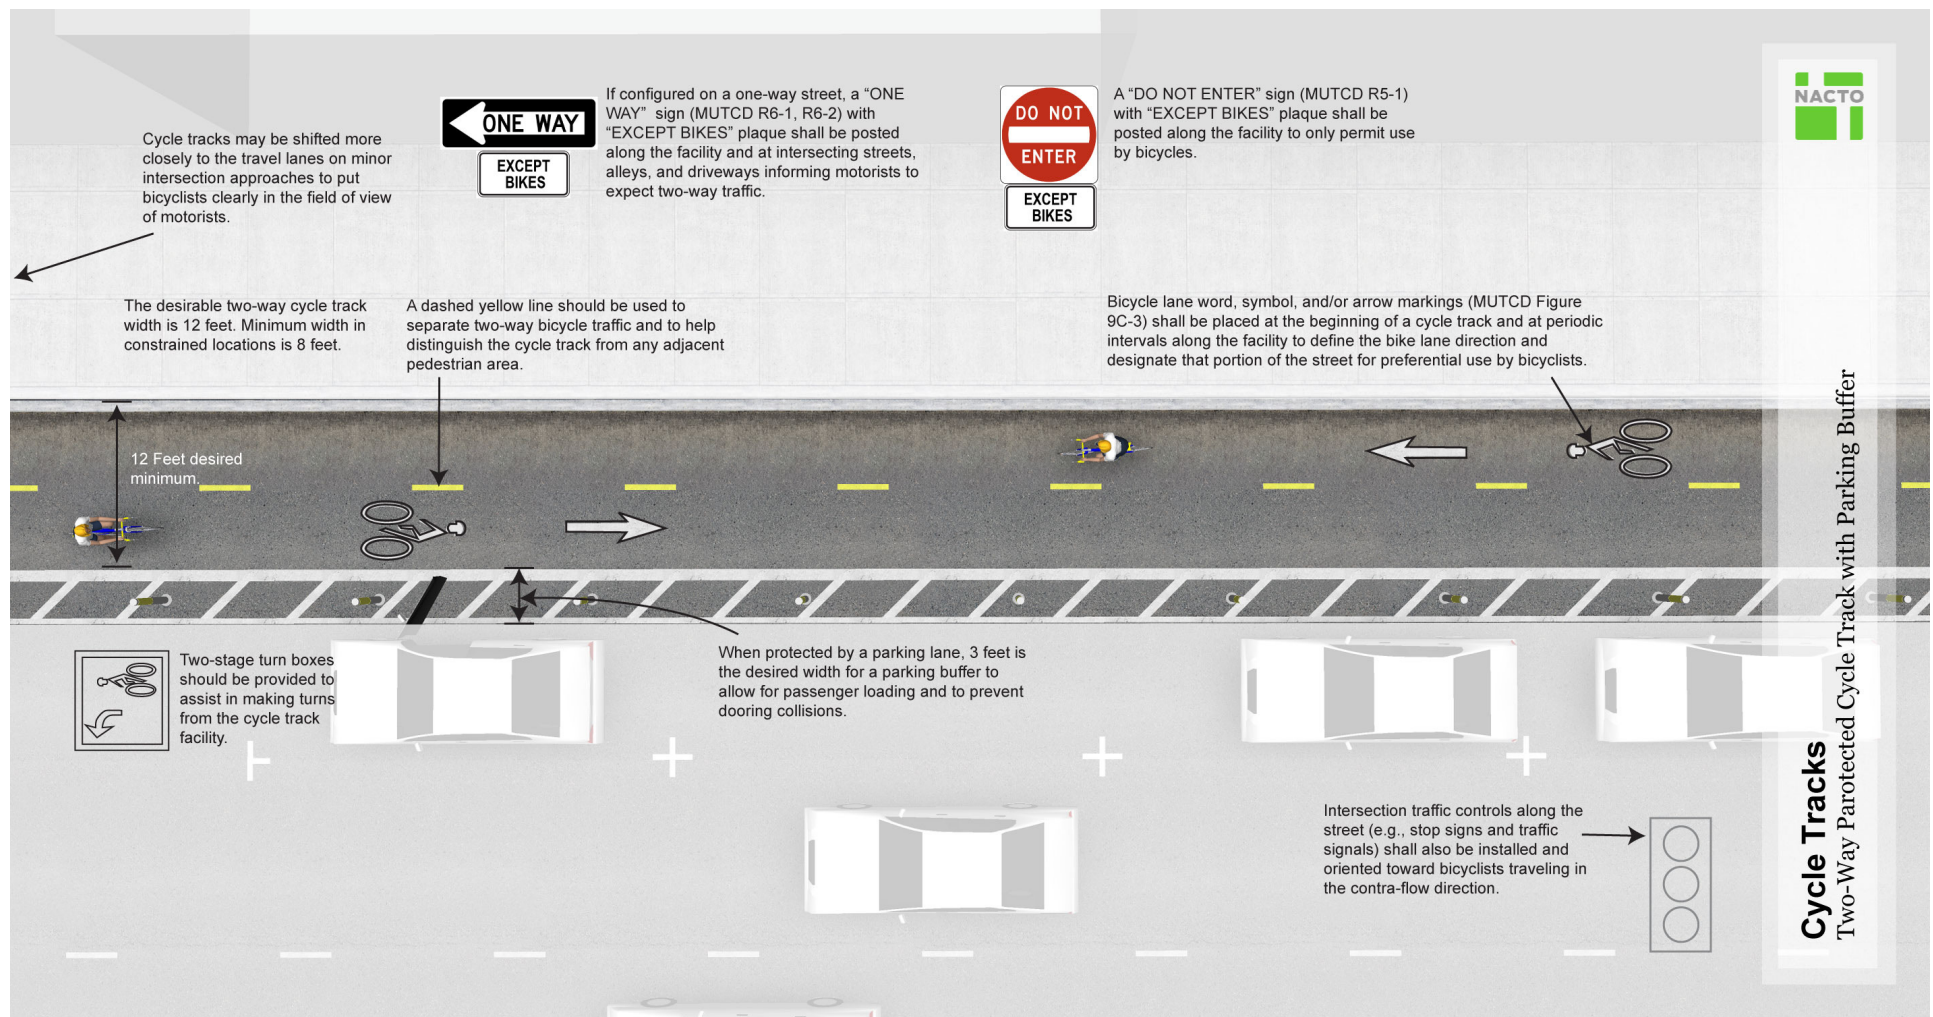 Cycle tracks may be shifted more
closely to the travel lanes on minor
intersection approaches to put
bicyclists clearly in the field of view
of motorists.
ONE WAY
EXCEPT
BIKES
If configured on a one-way street, a “ONE
WAY” sign (MUTCD R6-1, R6-2) with
“EXCEPT BIKES” plaque shall be posted
along the facility and at intersecting streets,
alleys, and driveways informing motorists to
expect two-way traffic.
DO NOT
ENTER
EXCEPT
BIKES
A “DO NOT ENTER” sign (MUTCD R5-1)
with “EXCEPT BIKES” plaque shall be
posted along the facility to only permit use
by bicycles.
NACTO
The desirable two-way cycle track
width is 12 feet. Minimum width in
constrained locations is 8 feet.
A dashed yellow line should be used to
separate two-way bicycle traffic and to help
distinguish the cycle track from any adjacent
pedestrian area.
Bicycle lane word, symbol, and/or arrow markings (MUTCD Figure
9C-3) shall be placed at the beginning of a cycle track and at periodic
intervals along the facility to define the bike lane direction and
designate that portion of the street for preferential use by bicyclists.
12 Feet desired
minimum.
Two-stage turn boxes
should be provided to
assist in making turns
from the cycle track
facility.
When protected by a parking lane, 3 feet is
the desired width for a parking buffer to
allow for passenger loading and to prevent
dooring collisions.
Intersection traffic controls along the
street (e.g., stop signs and traffic
signals) shall also be installed and
oriented toward bicyclists traveling in
the contra-flow direction.
Cycle Tracks
Two-Way Parotected Cycle Track with Parking Buffer